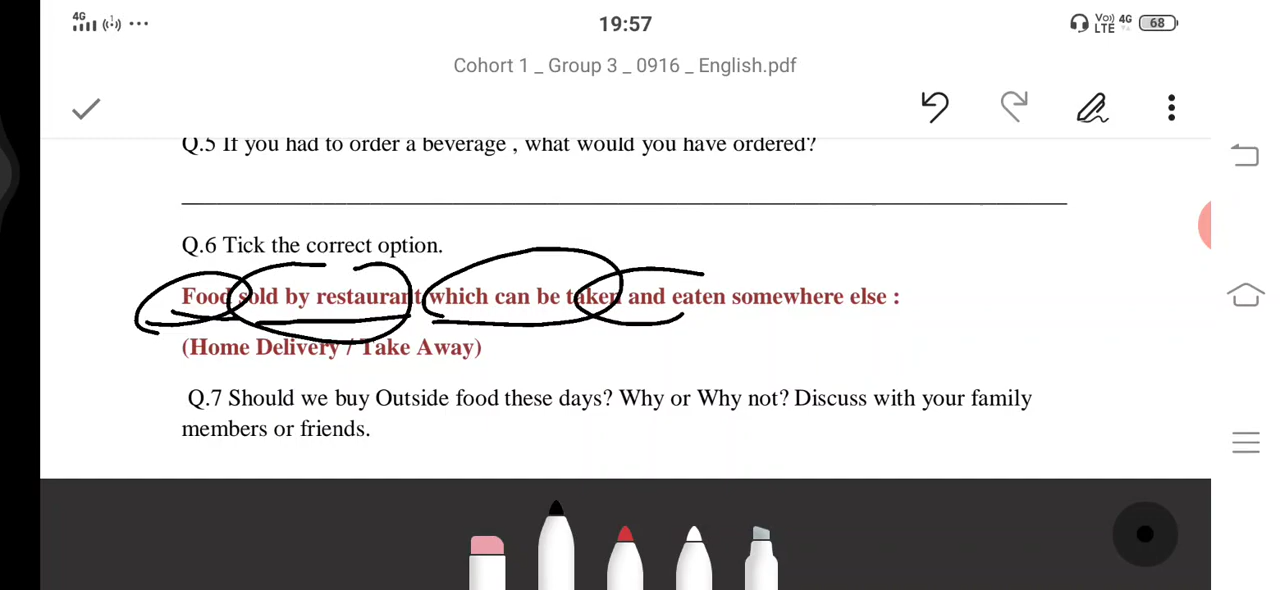 4G
19:57
Vo)) 4G
LTE
68
Cohort 1 _ Group 3 _ 0916 _ English.pdf
Q.5 If you had to order a beverage , what would you have ordered?
Q.6 Tick the correct option.
Food sold by restaurant which can be taken and eaten somewhere else :
(Home Delivery / Take Away)
Q.7 Should we buy Outside food these days? Why or Why not? Discuss with your family
members or friends.